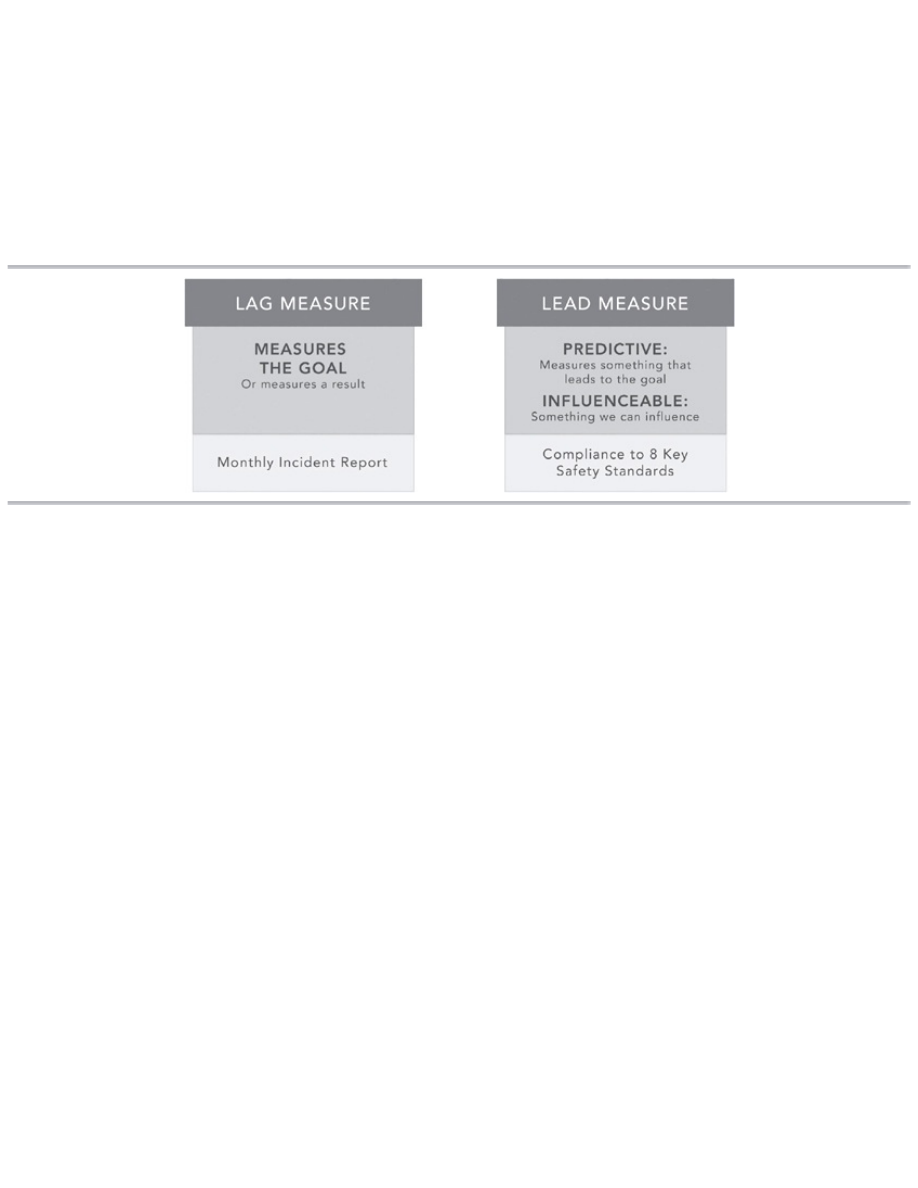 LAG MEASURE
MEASURES
THE GOAL
Or measures a result
Monthly Incident Report
LEAD MEASURE
PREDICTIVE:
Measures something that
leads to the goal
INFLUENCEABLE:
Something we can influence
Compliance to 8 Key
Safety Standards